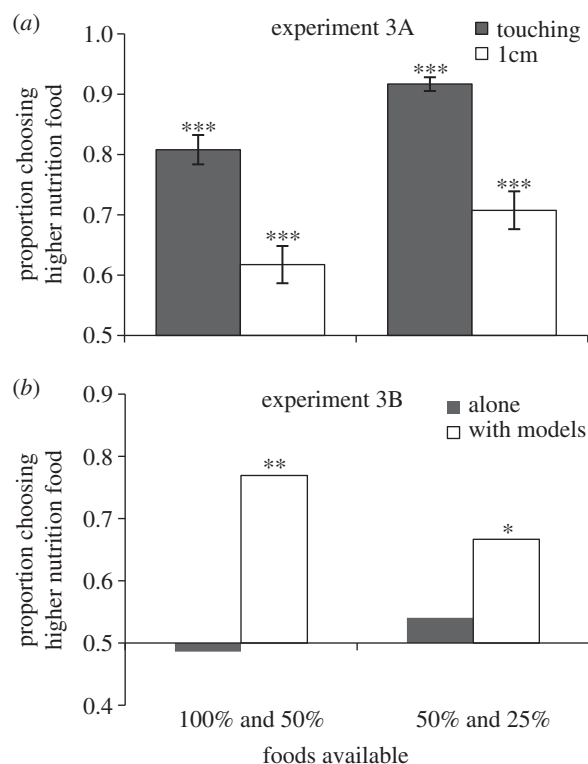 (a)
experiment 3A
touching
1cm
proportion choosing
higher nutrition food
1.0
0.9
0.8
0.7
0.6
0.5
***
***
***
***
(b)
experiment 3B
alone
with models
proportion choosing
higher nutrition food
0.9
0.8
0.7
0.6
0.5
0.4
**
*
100% and 50%
50% and 25%
foods available